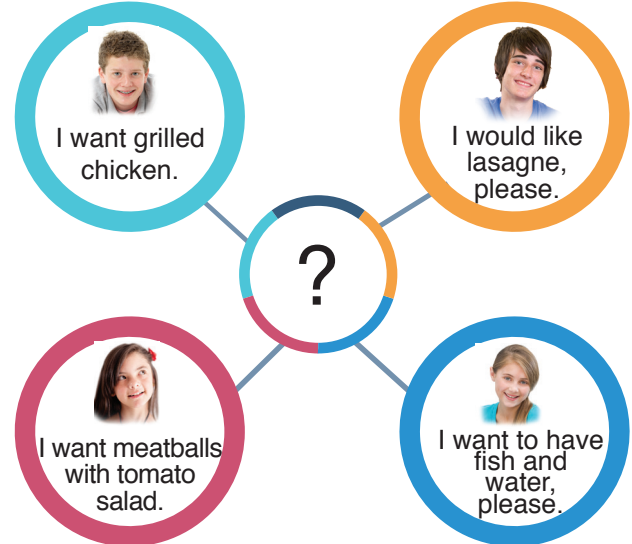 I want grilled
chicken.
I would like
lasagne,
please.
?
I want meatballs
with tomato
salad.
I want to have
fish and
water,
please.